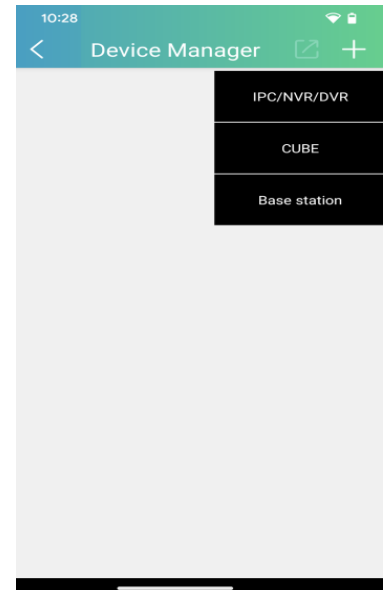 10:28
Device Manager
IPC/NVR/DVR
CUBE
Base station